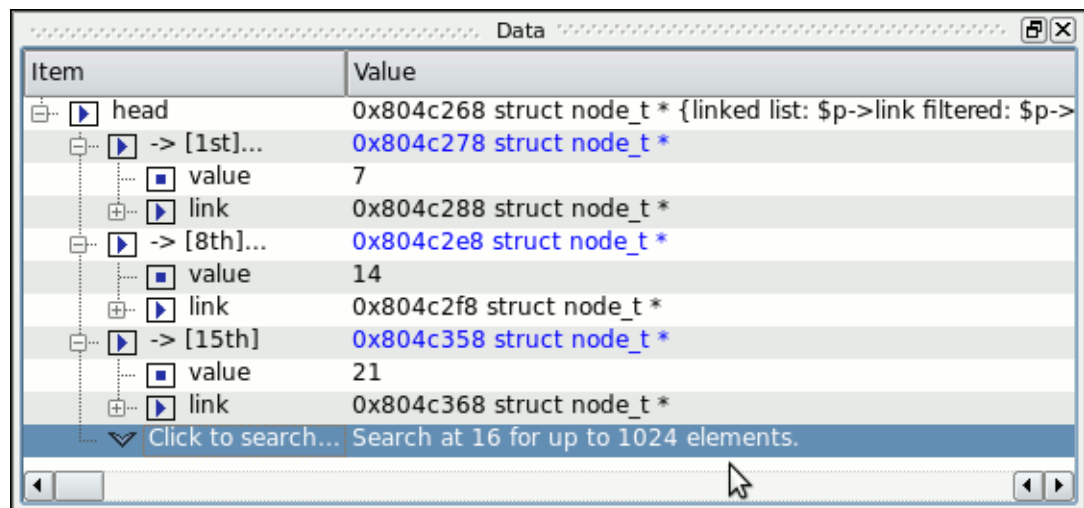 Data
Item Value
head 0x804c268 struct node_t * {linked list: $p->link filtered: $p->
-> [1st]... 0x804c278 struct node_t *
value 7
link 0x804c288 struct node_t *
-> [8th]... 0x804c2e8 struct node_t *
value 14
link 0x804c2f8 struct node_t *
-> [15th] 0x804c358 struct node_t *
value 21
link 0x804c368 struct node_t *
Click to search... Search at 16 for up to 1024 elements.